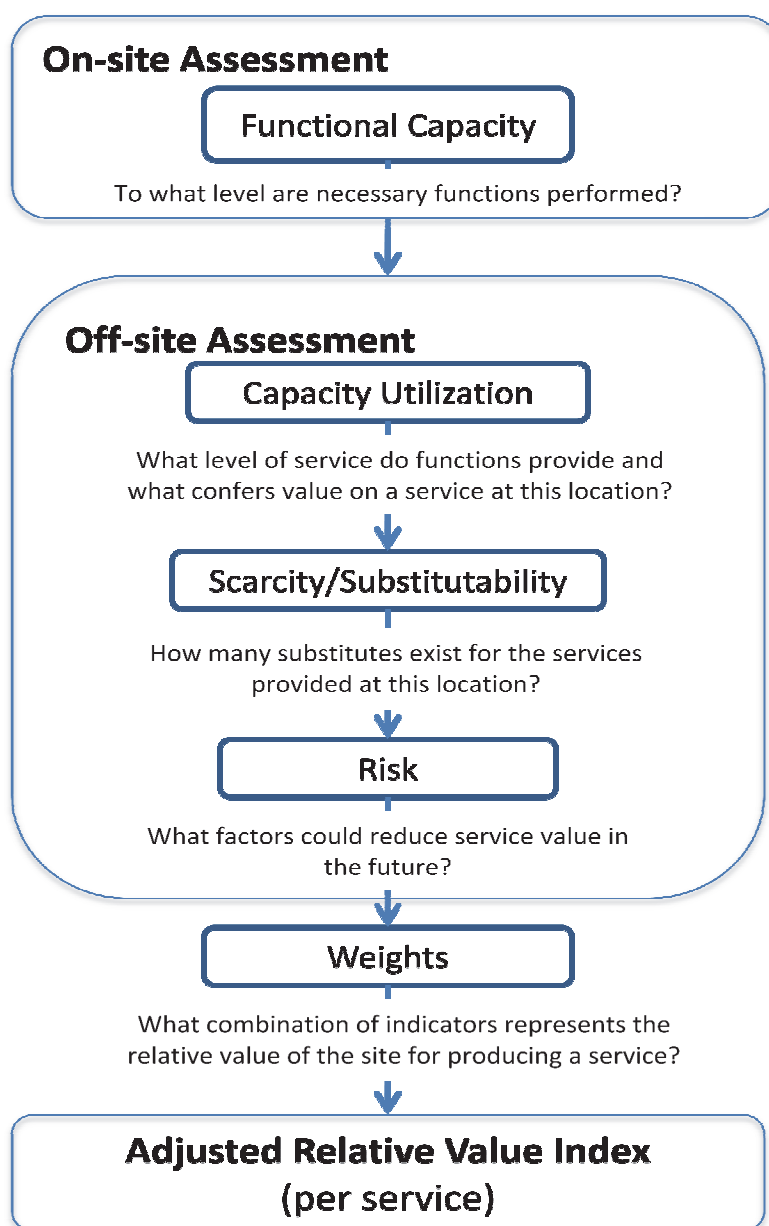 On-site Assessment
Functional Capacity
To what level are necessary functions performed?
Off-site Assessment
Capacity Utilization
What level of service do functions provide and
what confers value on a service at this location?
Scarcity/Substitutability
How many substitutes exist for the services
provided at this location?
Risk
What factors could reduce service value in
the future?
Weights
What combination of indicators represents the
relative value of the site for producing a service?
Adjusted Relative Value Index
(per service)